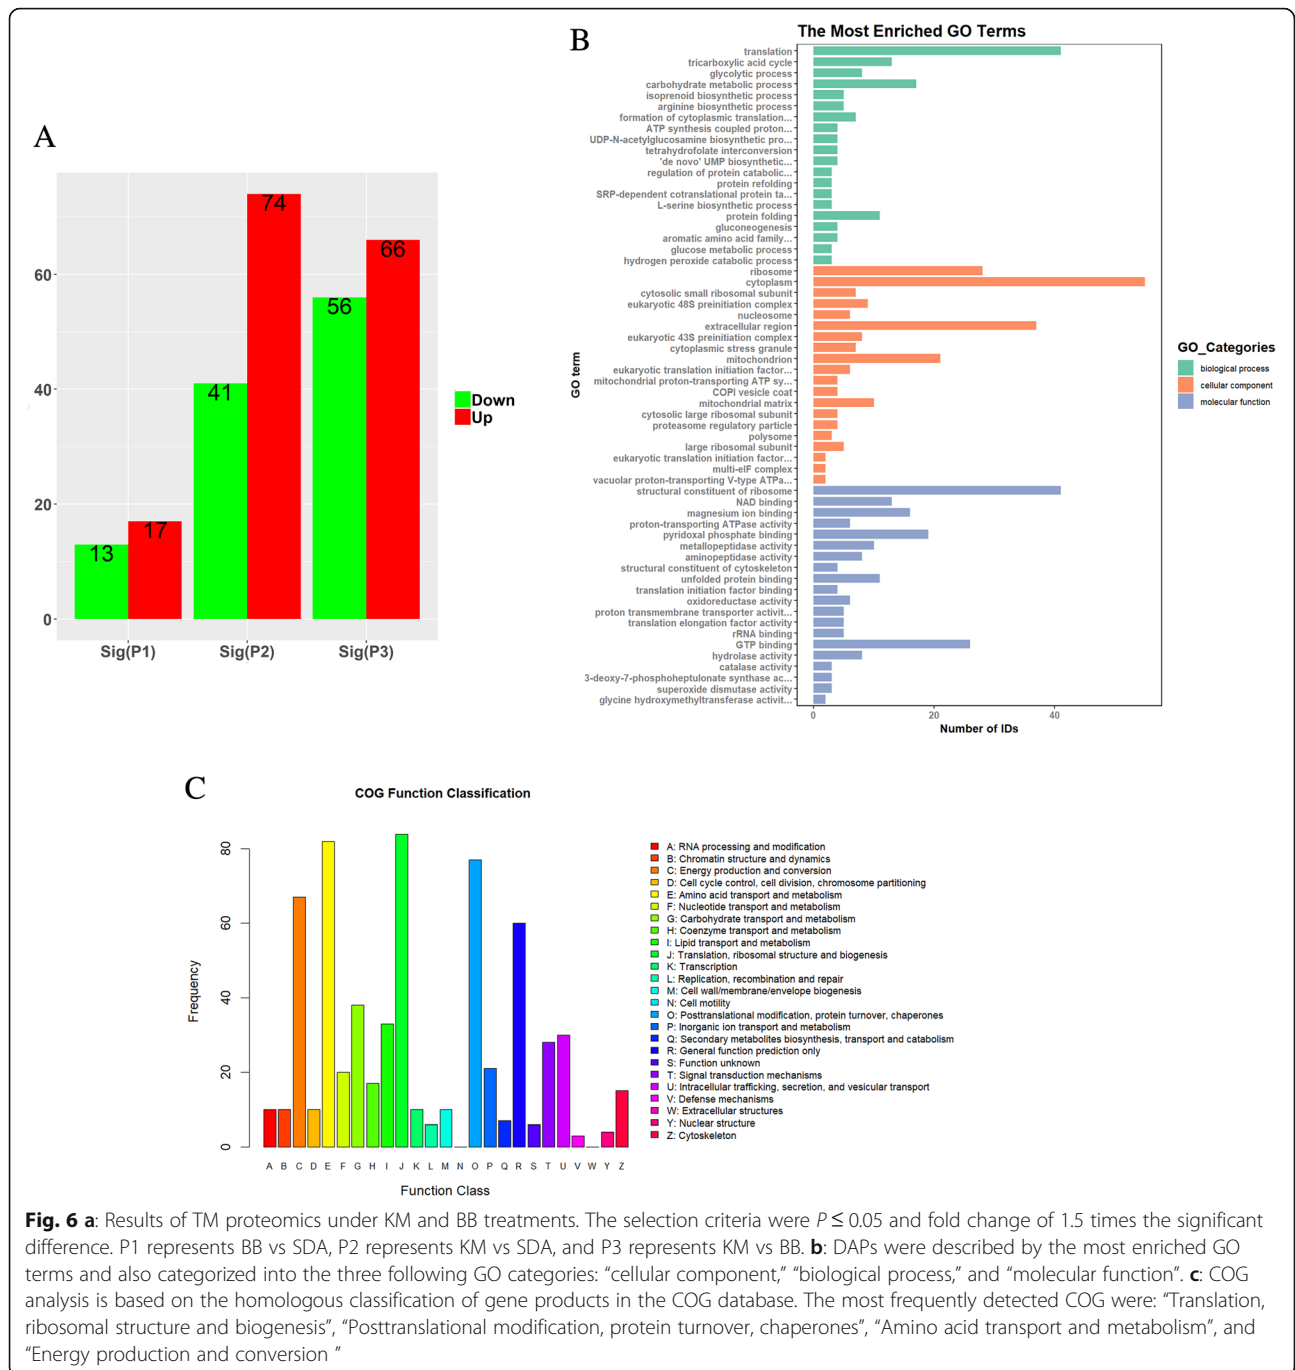 A
74
66
56
41
17
13
60
40
20
0
Sig(P1) Sig(P2) Sig(P3)
Down
Up
B
The Most Enriched GO Terms
GO term
translation
tricarboxylic acid cycle
glycolytic process
carbohydrate metabolic process
isoprenoid biosynthetic process
arginine biosynthetic process
formation of cytoplasmic translation...
ATP synthesis coupled proton...
UDP-N-acetylglucosamine biosynthetic pro...
tetrahydrofolate interconversion
'de novo' UMP biosynthetic...
regulation of protein catabolic...
protein refolding
SRP-dependent cotranslational protein ta...
L-serine biosynthetic process
protein folding
gluconeogenesis
aromatic amino acid family...
glucose metabolic process
hydrogen peroxide catabolic process
ribosome
cytoplasm
cytosolic small ribosomal subunit
eukaryotic 48S preinitiation complex
nucleosome
extracellular region
eukaryotic 43S preinitiation complex
cytoplasmic stress granule
mitochondrion
eukaryotic translation initiation factor...
mitochondrial proton-transporting ATP sy...
COPI vesicle coat
mitochondrial matrix
cytosolic large ribosomal subunit
proteasome regulatory particle
polysome
large ribosomal subunit
eukaryotic translation initiation factor...
multi-eIF complex
vacuolar proton-transporting V-type ATPa...
structural constituent of ribosome
NAD binding
magnesium ion binding
proton-transporting ATPase activity
pyridoxal phosphate binding
metallopeptidase activity
aminopeptidase activity
structural constituent of cytoskeleton
unfolded protein binding
translation initiation factor binding
oxidoreductase activity
proton transmembrane transporter activit...
translation elongation factor activity
rRNA binding
GTP binding
hydrolase activity
catalase activity
3-deoxy-7-phosphoheptulonate synthase ac...
superoxide dismutase activity
glycine hydroxymethyltransferase activit...
0 20 40
Number of IDs
GO_Categories
biological process
cellular component
molecular function
C
COG Function Classification
Frequency
80
60
40
20
0
A B C D E F G H I J K L M N O P Q R S T U V W Y Z
Function Class
A: RNA processing and modification
B: Chromatin structure and dynamics
C: Energy production and conversion
D: Cell cycle control, cell division, chromosome partitioning
E: Amino acid transport and metabolism
F: Nucleotide transport and metabolism
G: Carbohydrate transport and metabolism
H: Coenzyme transport and metabolism
I: Lipid transport and metabolism
J: Translation, ribosomal structure and biogenesis
K: Transcription
L: Replication, recombination and repair
M: Cell wall/membrane/envelope biogenesis
N: Cell motility
O: Posttranslational modification, protein turnover, chaperones
P: Inorganic ion transport and metabolism
Q: Secondary metabolites biosynthesis, transport and catabolism
R: General function prediction only
S: Function unknown
T: Signal transduction mechanisms
U: Intracellular trafficking, secretion, and vesicular transport
V: Defense mechanisms
W: Extracellular structures
Y: Nuclear structure
Z: Cytoskeleton
Fig. 6 a: Results of TM proteomics under KM and BB treatments. The selection criteria were P ≤ 0.05 and fold change of 1.5 times the significant
difference. P1 represents BB vs SDA, P2 represents KM vs SDA, and P3 represents KM vs BB. b: DAPs were described by the most enriched GO
terms and also categorized into the three following GO categories: “cellular component,” “biological process,” and “molecular function”. c: COG
analysis is based on the homologous classification of gene products in the COG database. The most frequently detected COG were: “Translation,
ribosomal structure and biogenesis”, “Posttranslational modification, protein turnover, chaperones”, “Amino acid transport and metabolism”, and
“Energy production and conversion ”